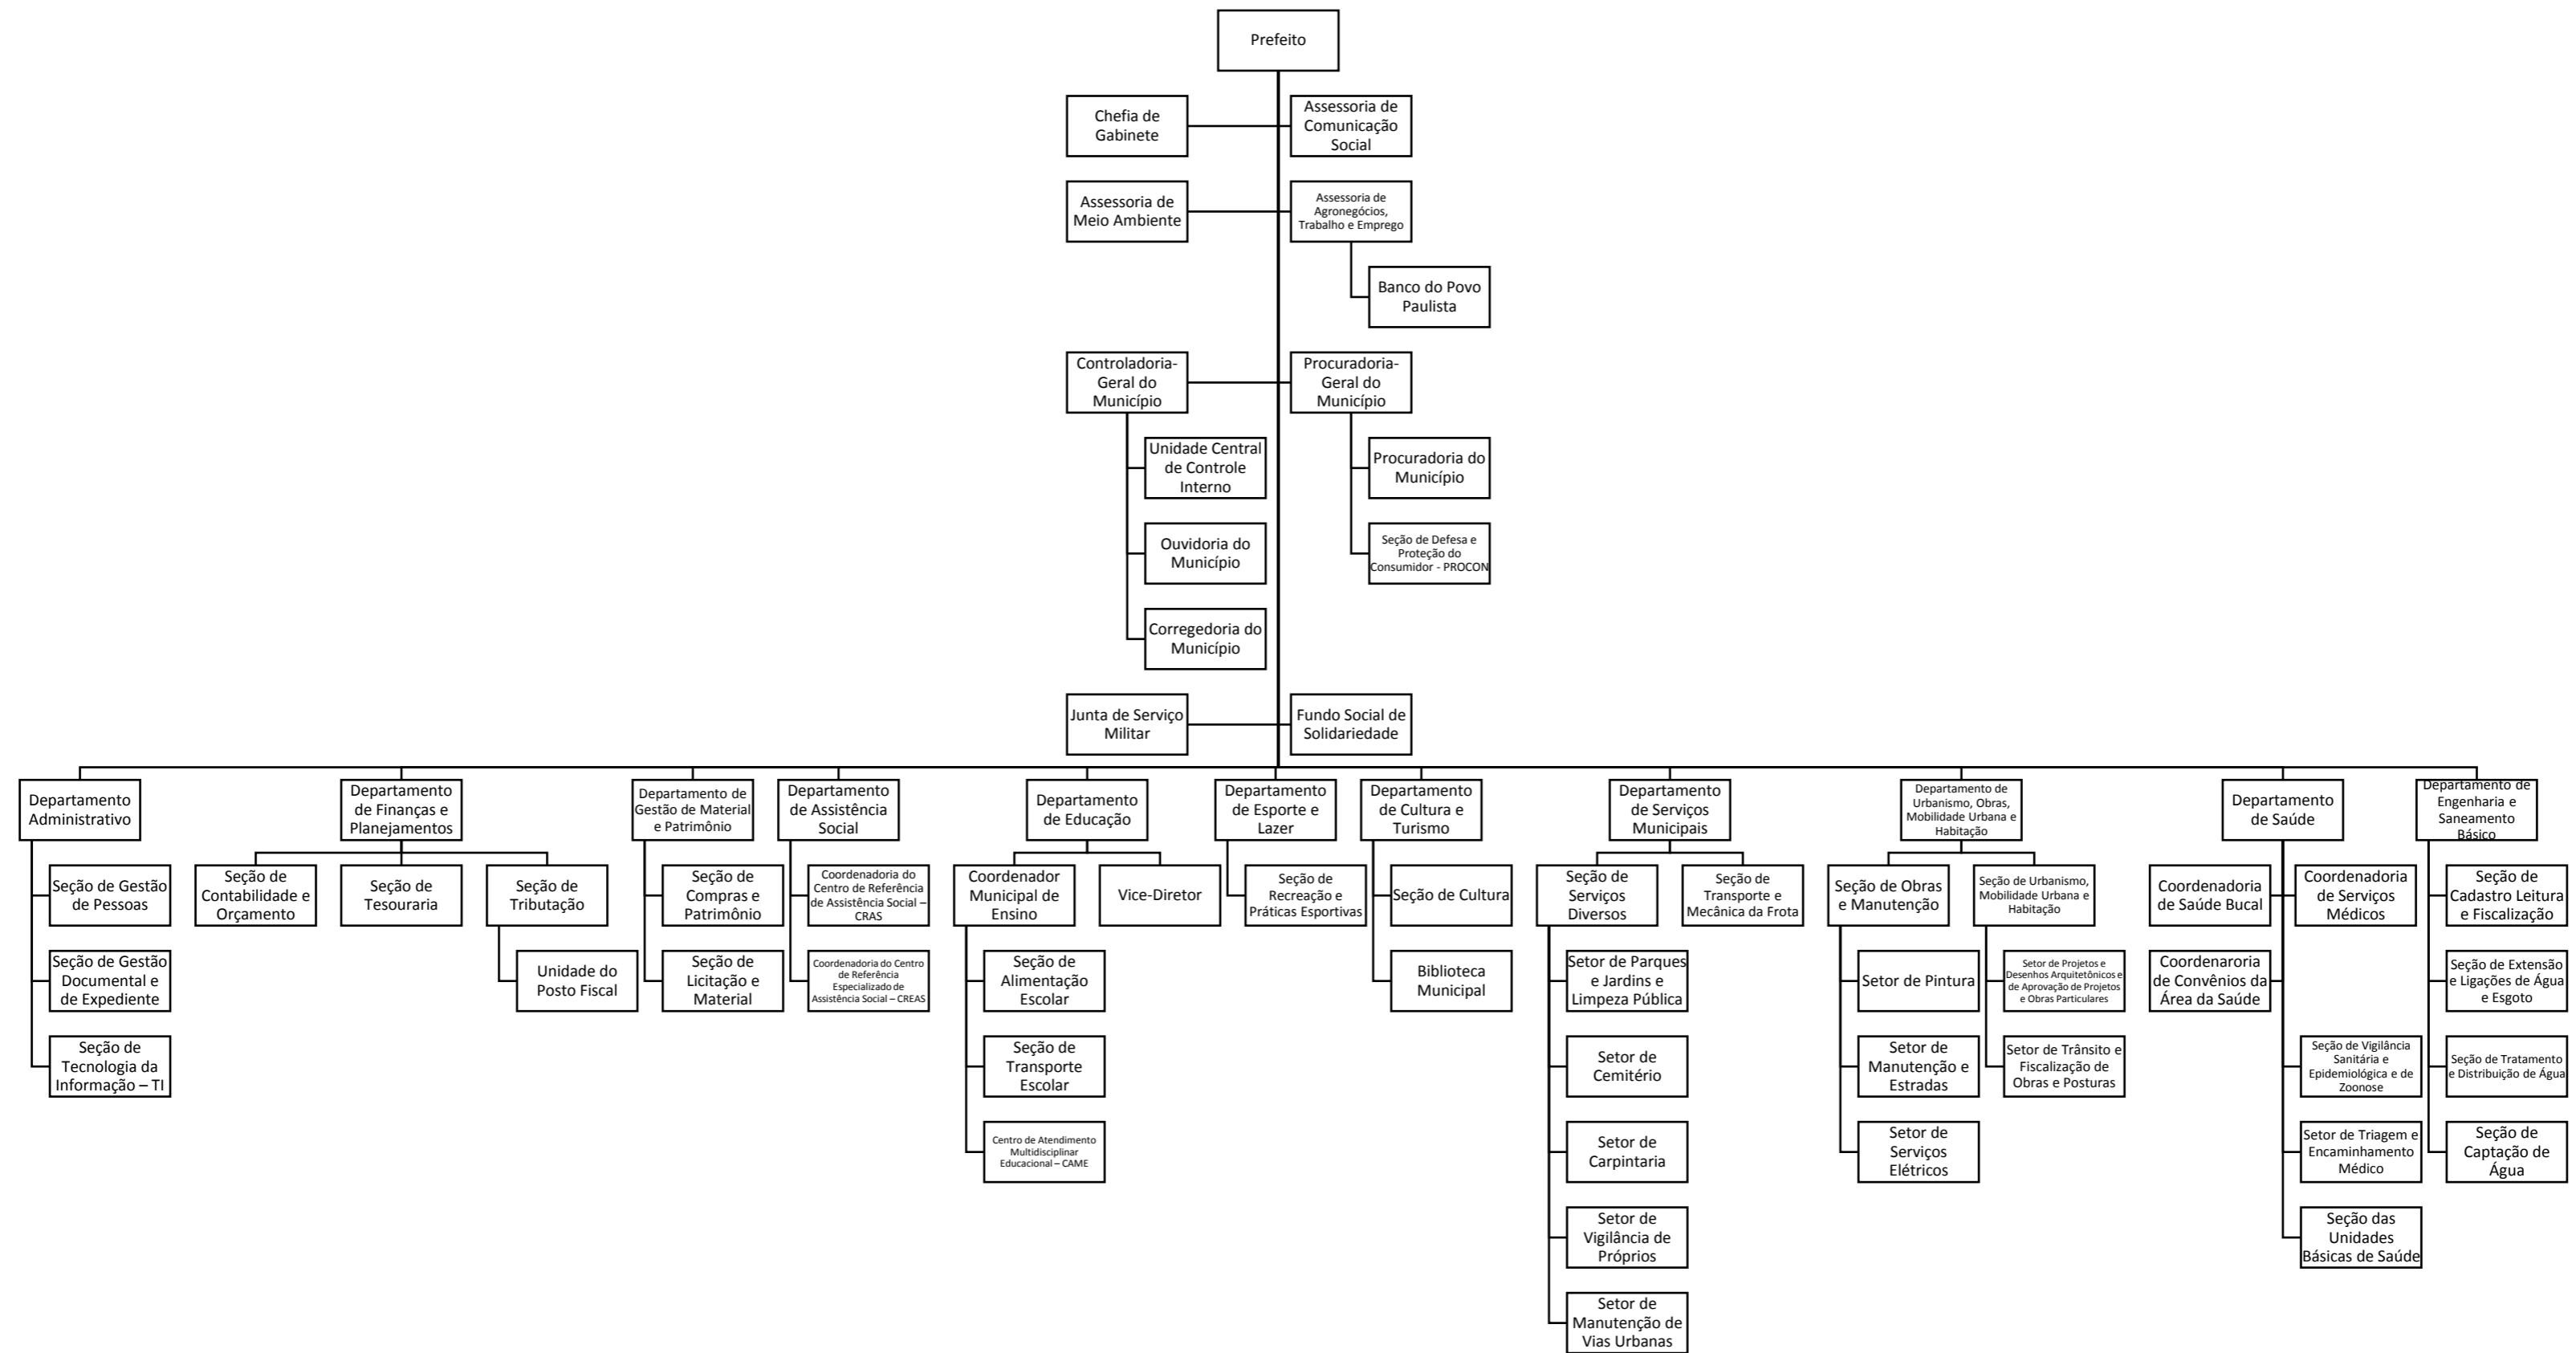 Prefeito
Chefia de
Gabinete
Assessoria de
Comunicação
Social
Assessoria de
Meio Ambiente
Assessoria de
Agronegócios,
Trabalho e Emprego
Banco do Povo
Paulista
Controladoria-
Geral do
Município
Procuradoria-
Geral do
Município
Unidade Central
de Controle
Interno
Procuradoria do
Município
Ouvidoria do
Município
Seção de Defesa e
Proteção do
Consumidor - PROCON
Corregedoria do
Município
Junta de Serviço
Militar
Fundo Social de
Solidariedade
Departamento
Administrativo
Seção de Gestão
de Pessoas
Seção de Gestão
Documental e
de Expediente
Seção de
Tecnologia da
Informação – TI
Departamento
de Finanças e
Planejamentos
Seção de
Contabilidade e
Orçamento
Seção de
Tesouraria
Seção de
Tributação
Unidade do
Posto Fiscal
Departamento de
Gestão de Material
e Patrimônio
Seção de
Compras e
Patrimônio
Seção de
Licitação e
Material
Departamento
de Assistência
Social
Coordenadoria do
Centro de Referência
de Assistência Social –
CRAS
Coordenadoria do Centro
de Referência
Especializado de
Assistência Social – CREAS
Departamento
de Educação
Coordenador
Municipal de
Ensino
Vice-Diretor
Seção de
Alimentação
Escolar
Seção de
Transporte
Escolar
Centro de Atendimento
Multidisciplinar
Educacional – CAME
Departamento
de Esporte e
Lazer
Seção de
Recreação e
Práticas Esportivas
Departamento
de Cultura e
Turismo
Seção de Cultura
Biblioteca
Municipal
Departamento
de Serviços
Municipais
Seção de
Serviços
Diversos
Seção de
Transporte e
Mecânica da Frota
Setor de Parques
e Jardins e
Limpeza Pública
Setor de
Cemitério
Setor de
Carpintaria
Setor de
Vigilância de
Próprios
Setor de
Manutenção de
Vias Urbanas
Departamento de
Urbanismo, Obras,
Mobilidade Urbana e
Habitação
Seção de Obras
e Manutenção
Seção de Urbanismo,
Mobilidade Urbana e
Habitação
Setor de Pintura
Setor de
Manutenção e
Estradas
Setor de
Serviços
Elétricos
Setor de Projetos e
Desenhos Arquitetônicos e
de Aprovação de Projetos
e Obras Particulares
Setor de Trânsito e
Fiscalização de
Obras e Posturas
Departamento
de Saúde
Coordenadoria
de Saúde Bucal
Coordenadoria
de Serviços
Médicos
Coordenaroria
de Convênios da
Área da Saúde
Seção de Vigilância
Sanitária e
Epidemiológica e de
Zoonose
Setor de Triagem e
Encaminhamento
Médico
Seção das
Unidades
Básicas de Saúde
Departamento de
Engenharia e
Saneamento
Básico
Seção de
Cadastro Leitura
e Fiscalização
Seção de Extensão
e Ligações de Água
e Esgoto
Seção de Tratamento
e Distribuição de Água
Seção de
Captação de
Água